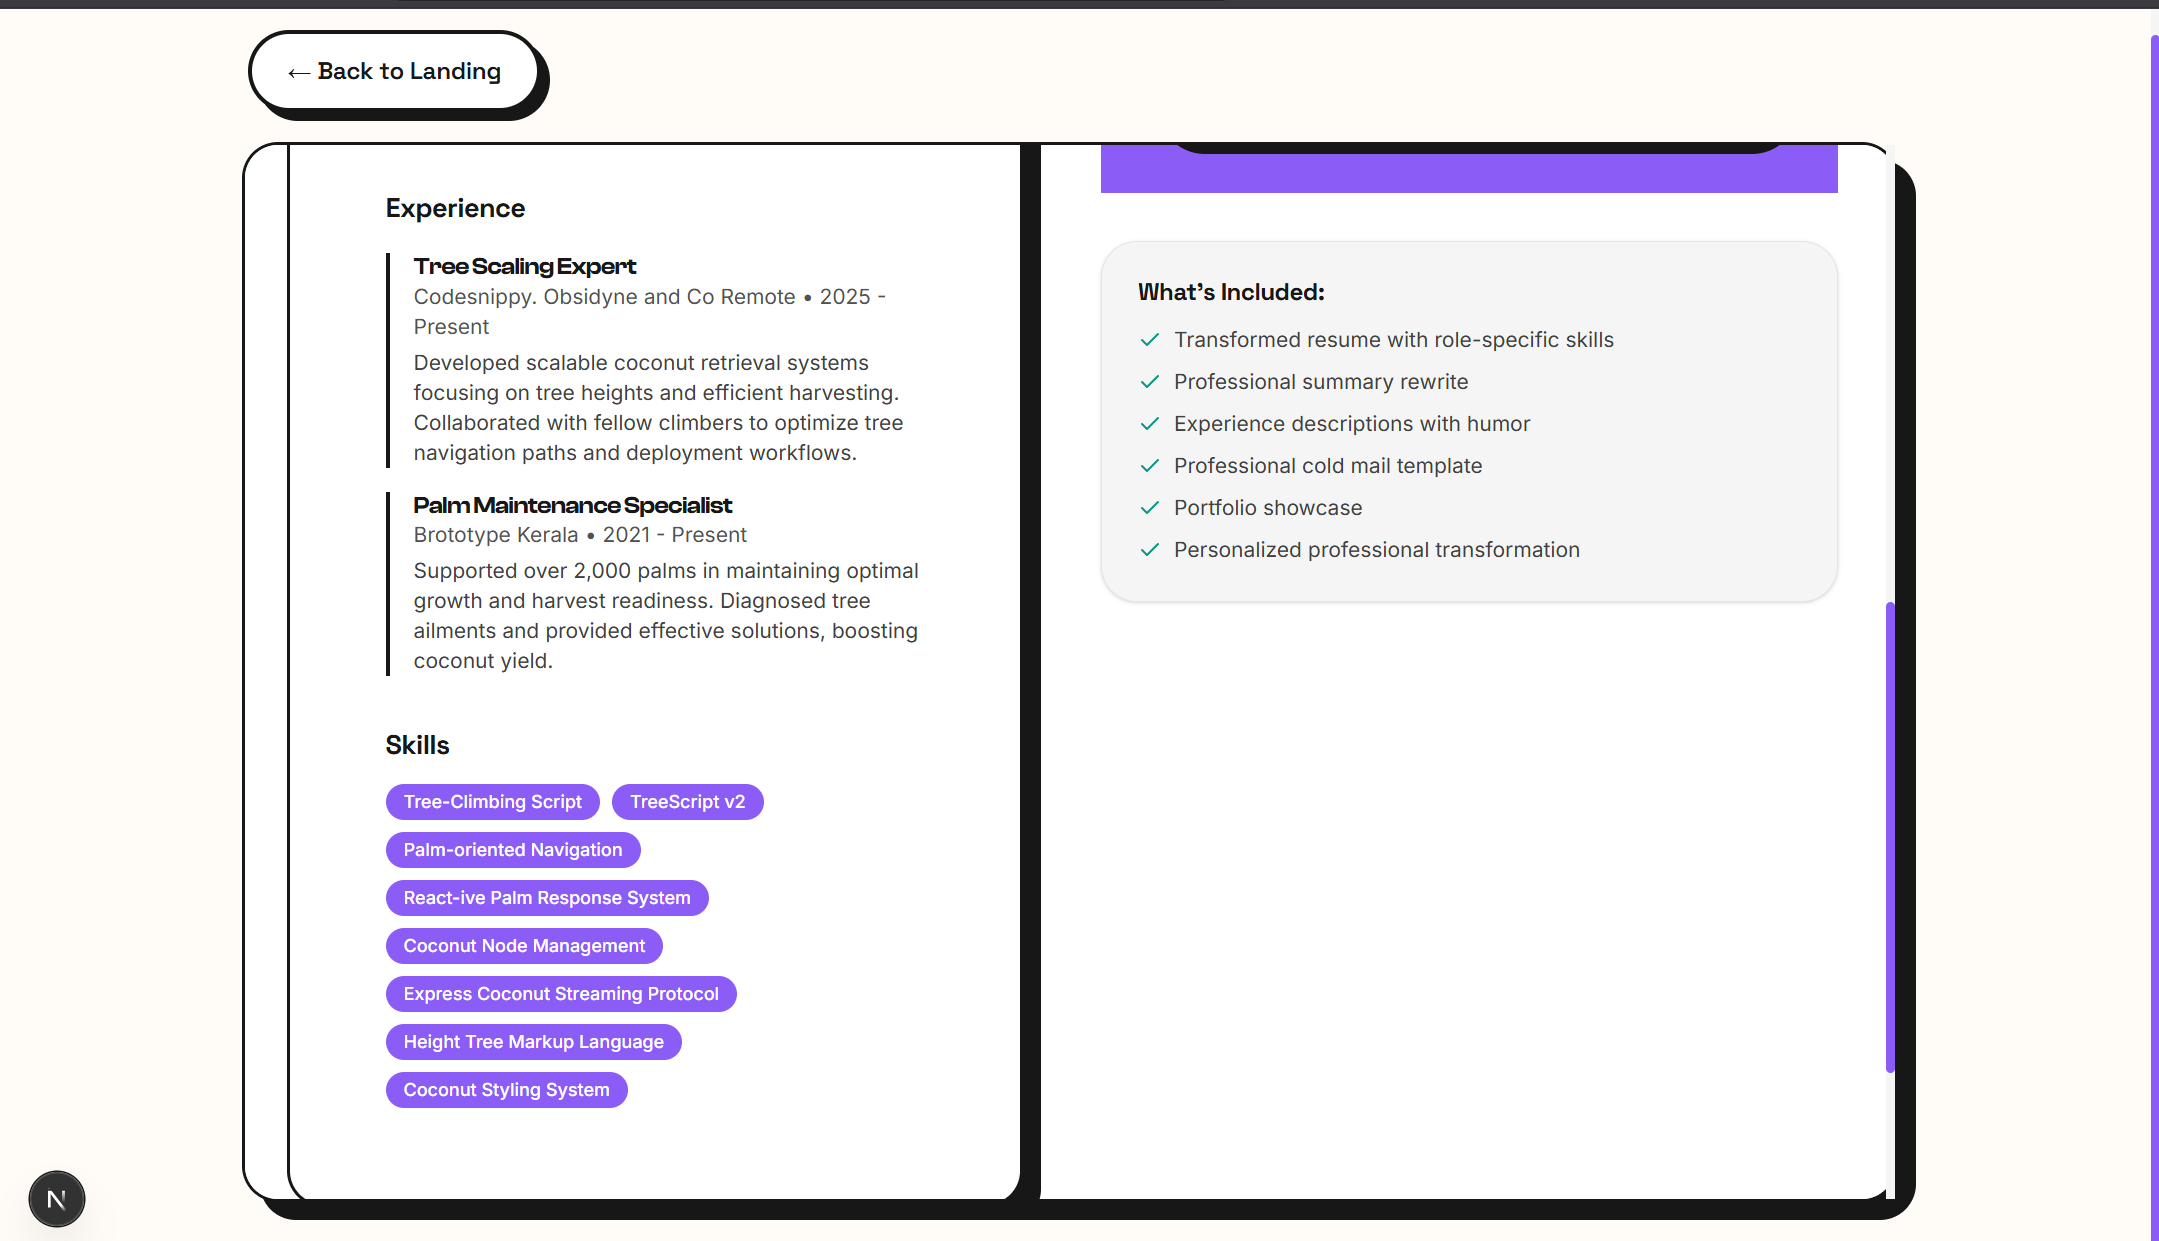 ← Back to Landing
Experience
Tree Scaling Expert
Codesnippy. Obsidyne and Co Remote • 2025 -
Present
Developed scalable coconut retrieval systems
focusing on tree heights and efficient harvesting.
Collaborated with fellow climbers to optimize tree
navigation paths and deployment workflows.
Palm Maintenance Specialist
Brototype Kerala • 2021 - Present
Supported over 2,000 palms in maintaining optimal
growth and harvest readiness. Diagnosed tree
ailments and provided effective solutions, boosting
coconut yield.
Skills
Tree-Climbing Script
TreeScript v2
Palm-oriented Navigation
React-ive Palm Response System
Coconut Node Management
Express Coconut Streaming Protocol
Height Tree Markup Language
Coconut Styling System
What's Included:
Transformed resume with role-specific skills
Professional summary rewrite
Experience descriptions with humor
Professional cold mail template
Portfolio showcase
Personalized professional transformation
N